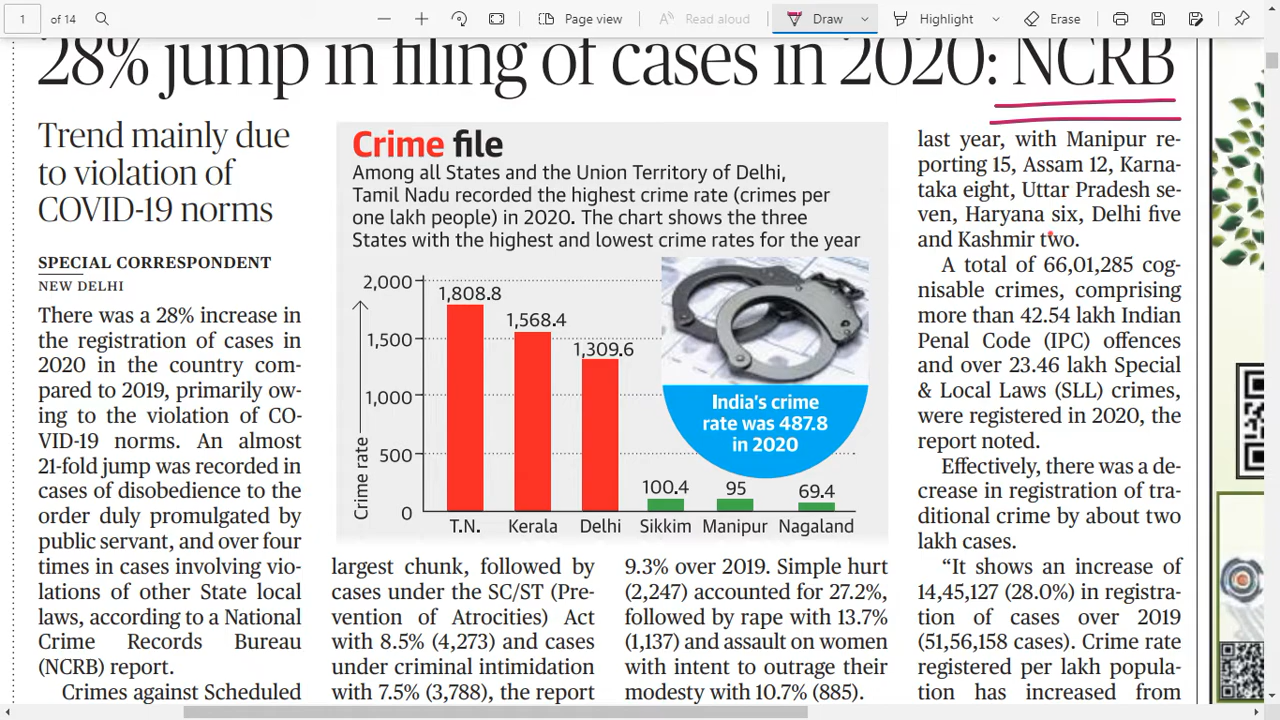 1 of 14
Page view
Read aloud
Draw
Highlight
Erase
28% jump in filing of cases in 2020: NCRB
Trend mainly due
to violation of
COVID-19 norms
SPECIAL CORRESPONDENT
NEW DELHI
There was a 28% increase in
the registration of cases in
2020 in the country com-
pared to 2019, primarily ow-
ing to the violation of CO-
VID-19 norms. An almost
21-fold jump was recorded in
cases of disobedience to the
order duly promulgated by
public servant, and over four
times in cases involving vio-
lations of other State local
laws, according to a National
Crime Records Bureau
(NCRB) report.
Crimes against Scheduled
Crime file
Among all States and the Union Territory of Delhi,
Tamil Nadu recorded the highest crime rate (crimes per
one lakh people) in 2020. The chart shows the three
States with the highest and lowest crime rates for the year
Crime rate
2,000
1,500
1,000
500
0
1,808.8
1,568.4
1,309.6
100.4
95
69.4
T.N. Kerala Delhi Sikkim Manipur Nagaland
India's crime
rate was 487.8
in 2020
largest chunk, followed by
cases under the SC/ST (Pre-
vention of Atrocities) Act
with 8.5% (4,273) and cases
under criminal intimidation
with 7.5% (3,788), the report
9.3% over 2019. Simple hurt
(2,247) accounted for 27.2%,
followed by rape with 13.7%
(1,137) and assault on women
with intent to outrage their
modesty with 10.7% (885).
last year, with Manipur re-
porting 15, Assam 12, Karna-
taka eight, Uttar Pradesh se-
ven, Haryana six, Delhi five
and Kashmir two.
A total of 66,01,285 cog-
nisable crimes, comprising
more than 42.54 lakh Indian
Penal Code (IPC) offences
and over 23.46 lakh Special
& Local Laws (SLL) crimes,
were registered in 2020, the
report noted.
Effectively, there was a de-
crease in registration of tra-
ditional crime by about two
lakh cases.
“It shows an increase of
14,45,127 (28.0%) in registra-
tion of cases over 2019
(51,56,158 cases). Crime rate
registered per lakh popula-
tion has increased from